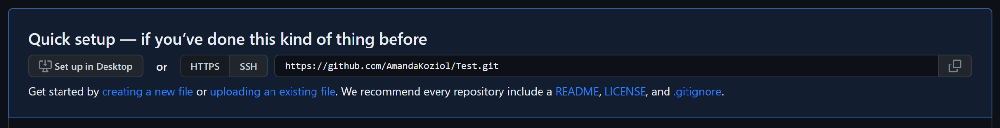 Quick setup — if you’ve done this kind of thing before
Set up in Desktop or HTTPS SSH https://github.com/AmandaKoziol/Test.git
Get started by creating a new file or uploading an existing file. We recommend every repository include a README, LICENSE, and .gitignore.